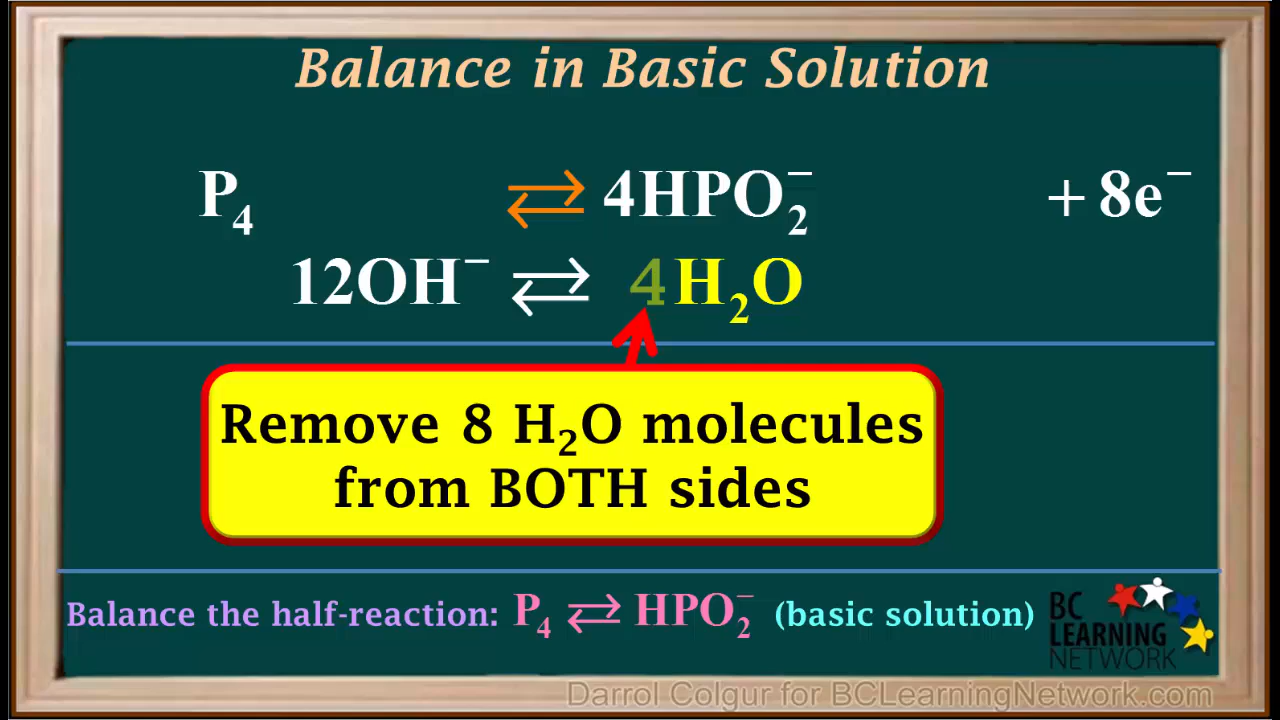 Balance in Basic Solution
P₄ ⇄ 4HPO₂⁻ + 8e⁻
12OH⁻ ⇄ 4H₂O
Remove 8 H₂O molecules
from BOTH sides
Balance the half-reaction: P₄ ⇄ HPO₂⁻ (basic solution)
BC
LEARNING
NETWORK
Darrol Colgur for BCLearningNetwork.com